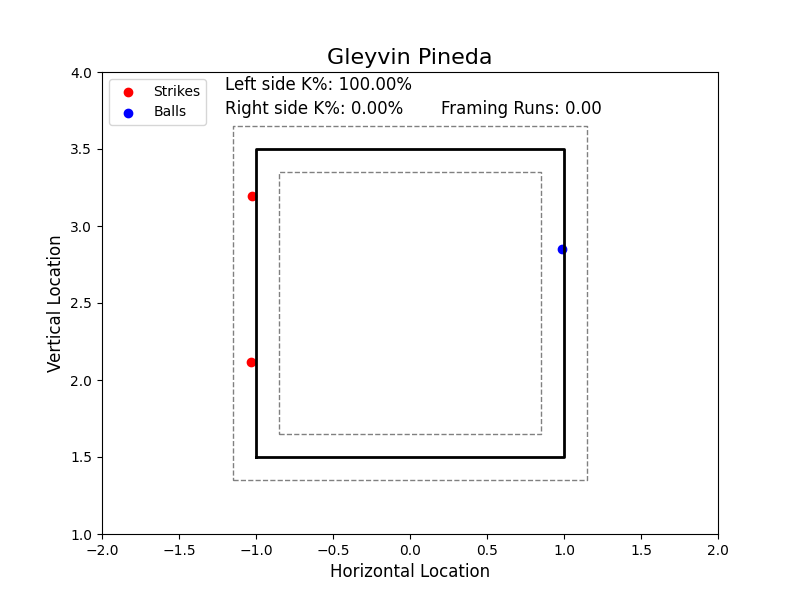 Gleyvin Pineda
Strikes
Balls
Left side K%: 100.00%
Right side K%: 0.00%
Framing Runs: 0.00
4.0
3.5
3.0
2.5
2.0
1.5
1.0
Vertical Location
−2.0 −1.5 −1.0 −0.5 0.0 0.5 1.0 1.5 2.0
Horizontal Location